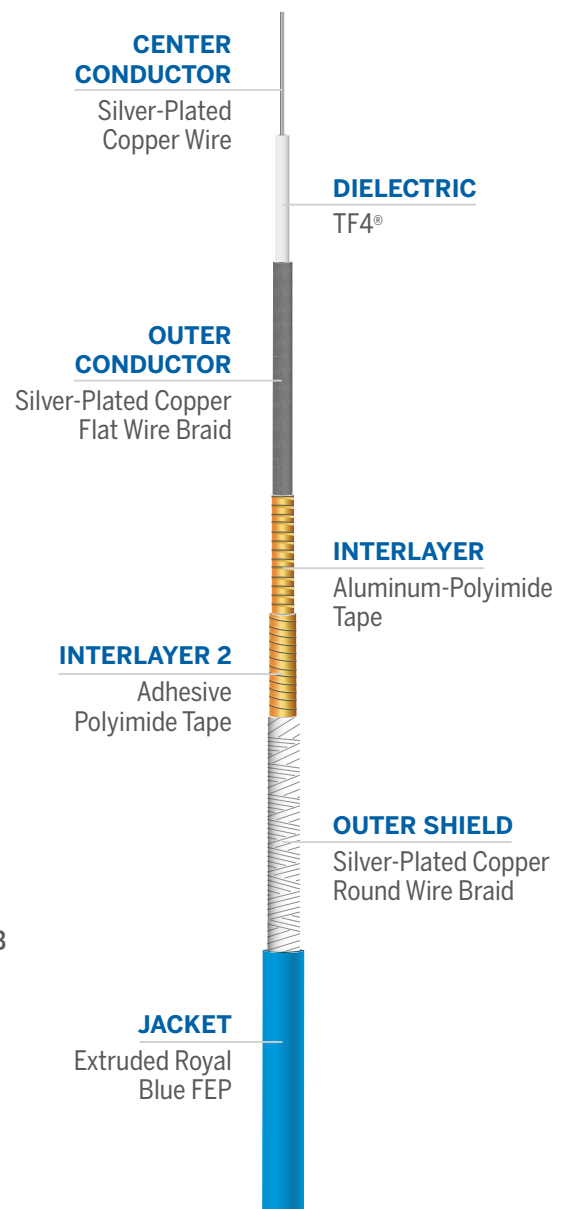 CENTER
CONDUCTOR
Silver-Plated
Copper Wire
DIELECTRIC
TF4®
OUTER
CONDUCTOR
Silver-Plated Copper
Flat Wire Braid
INTERLAYER
Aluminum-Polyimide
Tape
INTERLAYER 2
Adhesive
Polyimide Tape
OUTER SHIELD
Silver-Plated Copper
Round Wire Braid
JACKET
Extruded Royal
Blue FEP